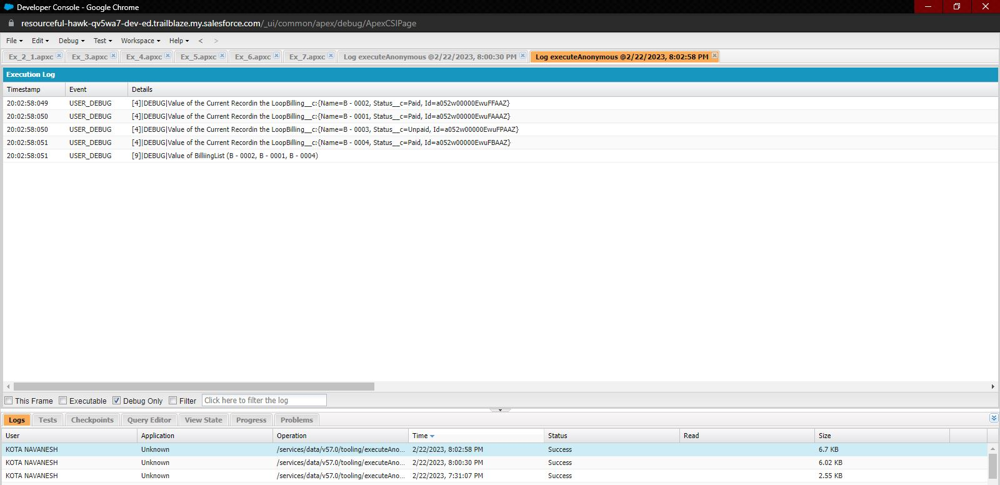 Developer Console - Google Chrome
resourceful-hawk-qv5wa7-dev-ed.trailblaze.my.salesforce.com/_ui/common/apex/debug/ApexCSIPage
File Edit Debug Test Workspace Help < >
Ex_2_1.apxc Ex_3.apxc Ex_4.apxc Ex_5.apxc Ex_6.apxc Ex_7.apxc Log executeAnonymous @2/22/2023, 8:00:30 PM Log executeAnonymous @2/22/2023, 8:02:58 PM
Execution Log
Timestamp Event Details
20:02:58:049 USER_DEBUG [4]|DEBUG|Value of the Current Recordin the LoopBilling__c:{Name=B - 0002, Status__c=Paid, Id=a052w00000EwuFFAAZ}
20:02:58:050 USER_DEBUG [4]|DEBUG|Value of the Current Recordin the LoopBilling__c:{Name=B - 0001, Status__c=Paid, Id=a052w00000EwuFAAAZ}
20:02:58:050 USER_DEBUG [4]|DEBUG|Value of the Current Recordin the LoopBilling__c:{Name=B - 0003, Status__c=Unpaid, Id=a052w00000EwuFPAAZ}
20:02:58:051 USER_DEBUG [4]|DEBUG|Value of the Current Recordin the LoopBilling__c:{Name=B - 0004, Status__c=Paid, Id=a052w00000EwuFBAAZ}
20:02:58:051 USER_DEBUG [9]|DEBUG|Value of BilliingList (B - 0002, B - 0001, B - 0004)
This Frame Executable Debug Only Filter Click here to filter the log
Logs Tests Checkpoints Query Editor View State Progress Problems
User Application Operation Time Status Read Size
KOTA NAVANESH Unknown /services/data/v57.0/tooling/executeAno... 2/22/2023, 8:02:58 PM Success 6.7 KB
KOTA NAVANESH Unknown /services/data/v57.0/tooling/executeAno... 2/22/2023, 8:00:30 PM Success 6.02 KB
KOTA NAVANESH Unknown /services/data/v57.0/tooling/executeAno... 2/22/2023, 7:31:07 PM Success 2.55 KB